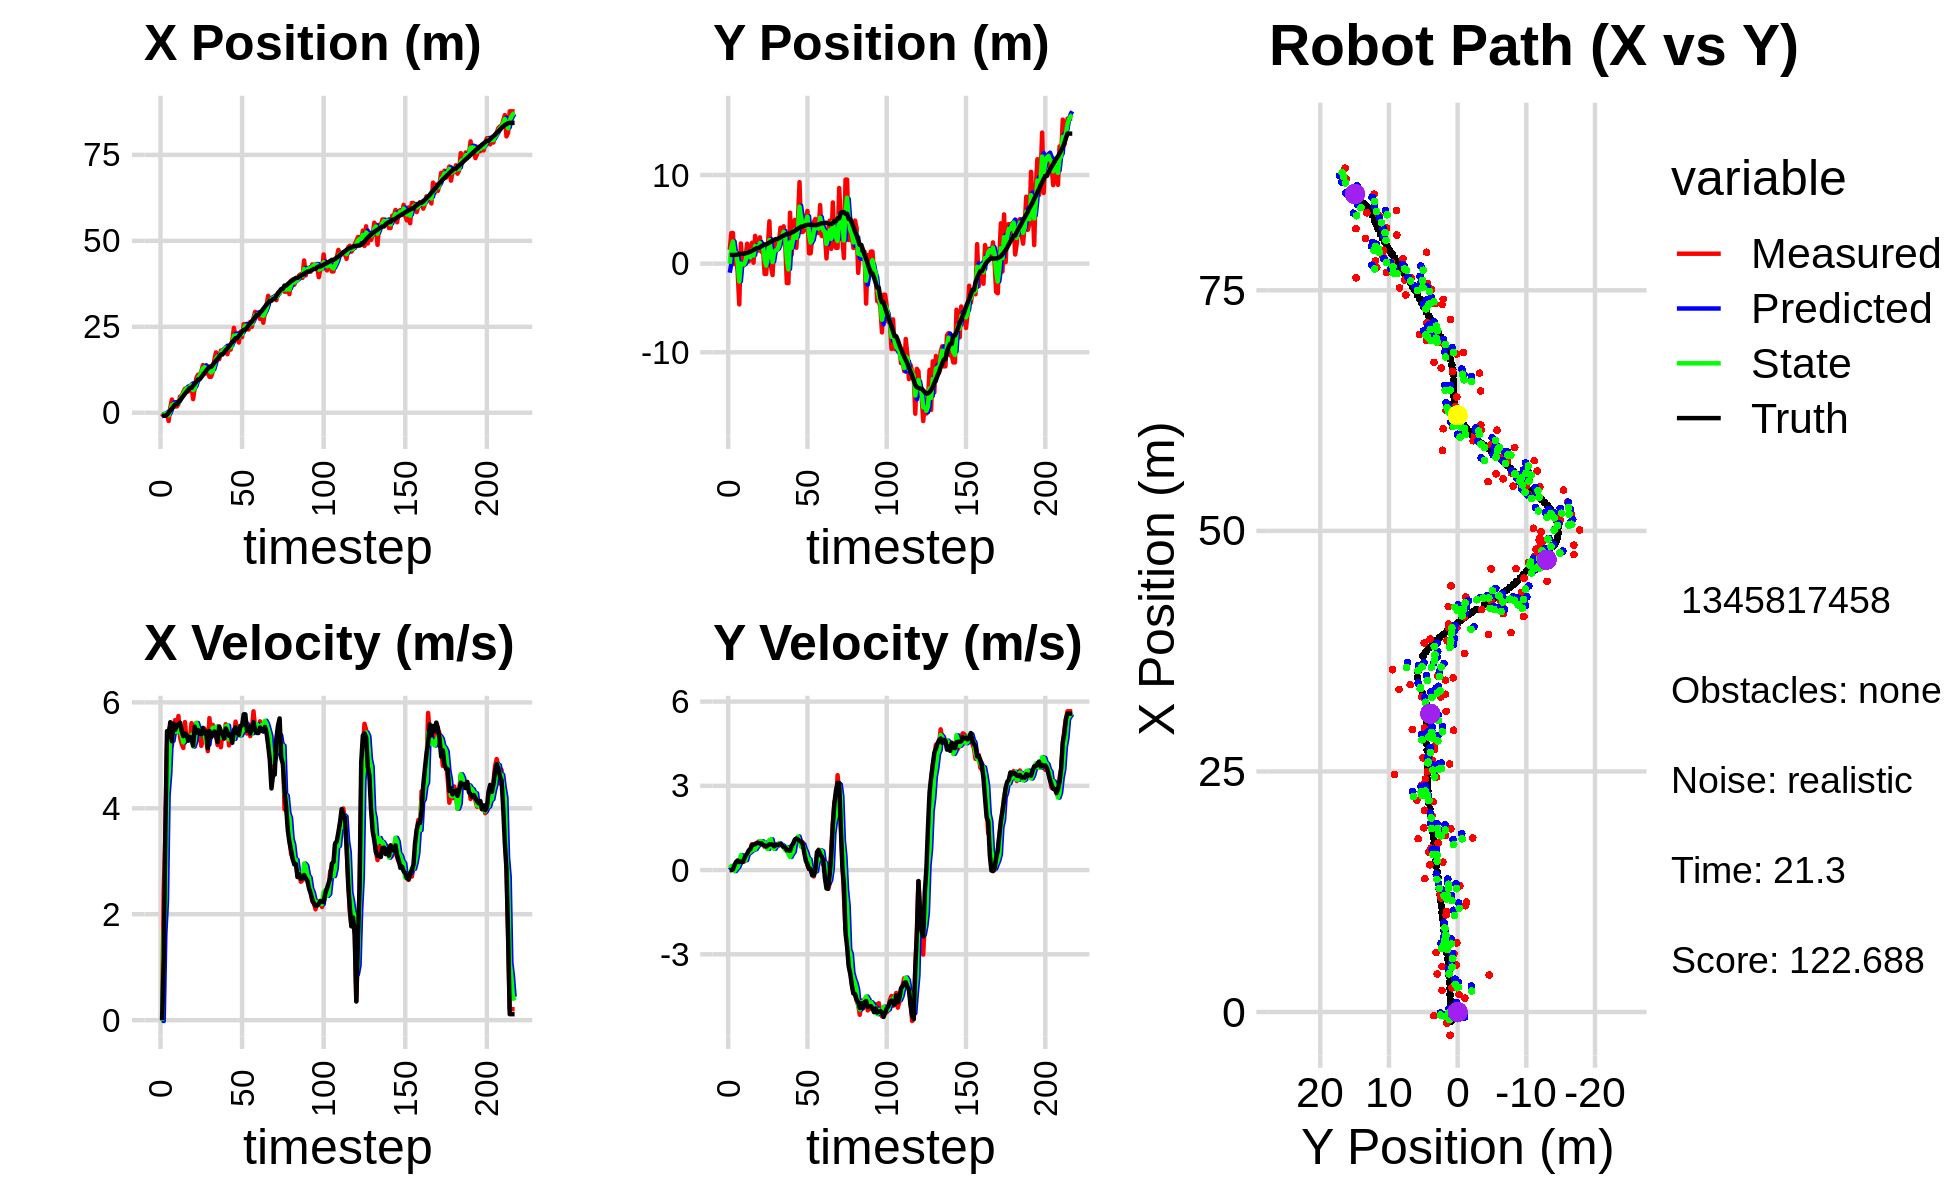 X Position (m)
75
50
25
0
0
50
100
150
200
timestep
Y Position (m)
10
0
-10
0
50
100
150
200
timestep
X Velocity (m/s)
6
4
2
0
0
50
100
150
200
timestep
Y Velocity (m/s)
6
3
0
-3
0
50
100
150
200
timestep
Robot Path (X vs Y)
X Position (m)
75
50
25
0
20 10 0 -10 -20
Y Position (m)
variable
Measured
Predicted
State
Truth
1345817458
Obstacles: none
Noise: realistic
Time: 21.3
Score: 122.688